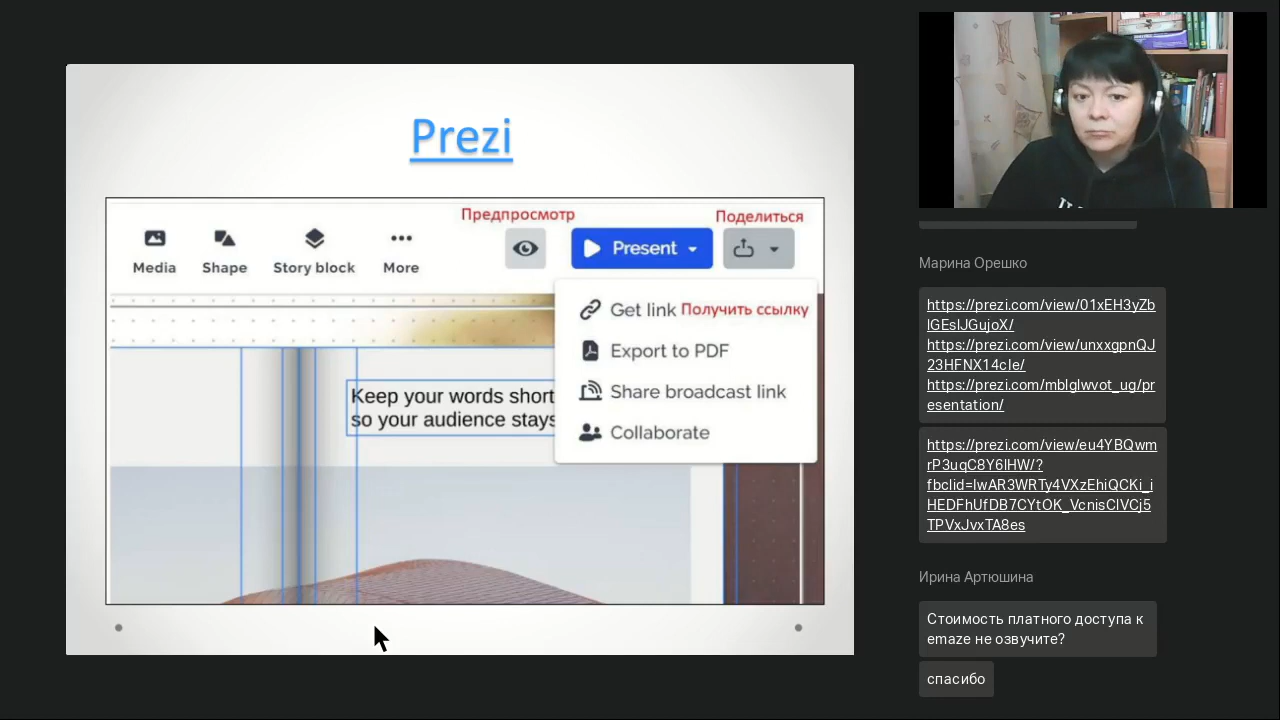 Prezi
Предпросмотр
Поделиться
Media
Shape
Story block
More
Present
Get link Получить ссылку
Export to PDF
Share broadcast link
Collaborate
Keep your words short
so your audience stays
Марина Орешко
https://prezi.com/view/01xEH3yZb
lGEslJGujoX/
https://prezi.com/view/unxxgpnQJ
23HFNX14cIe/
https://prezi.com/mblglwvot_ug/pr
esentation/
https://prezi.com/view/eu4YBQwm
rP3uqC8Y6lHW/?
fbclid=IwAR3WRTy4VXzEhiQCKi_i
HEDFhUfDB7CYtOK_VcnisClVCj5
TPVxJvxTA8es
Ирина Артюшина
Стоимость платного доступа к
emaze не озвучите?
спасибо